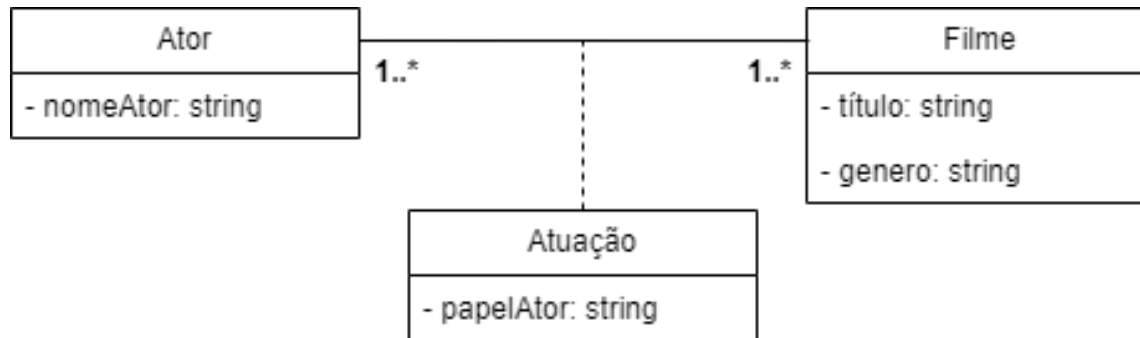 Ator
Filme
1..*
1..*
- nomeAtor: string
- título: string
- genero: string
Atuação
- papelAtor: string